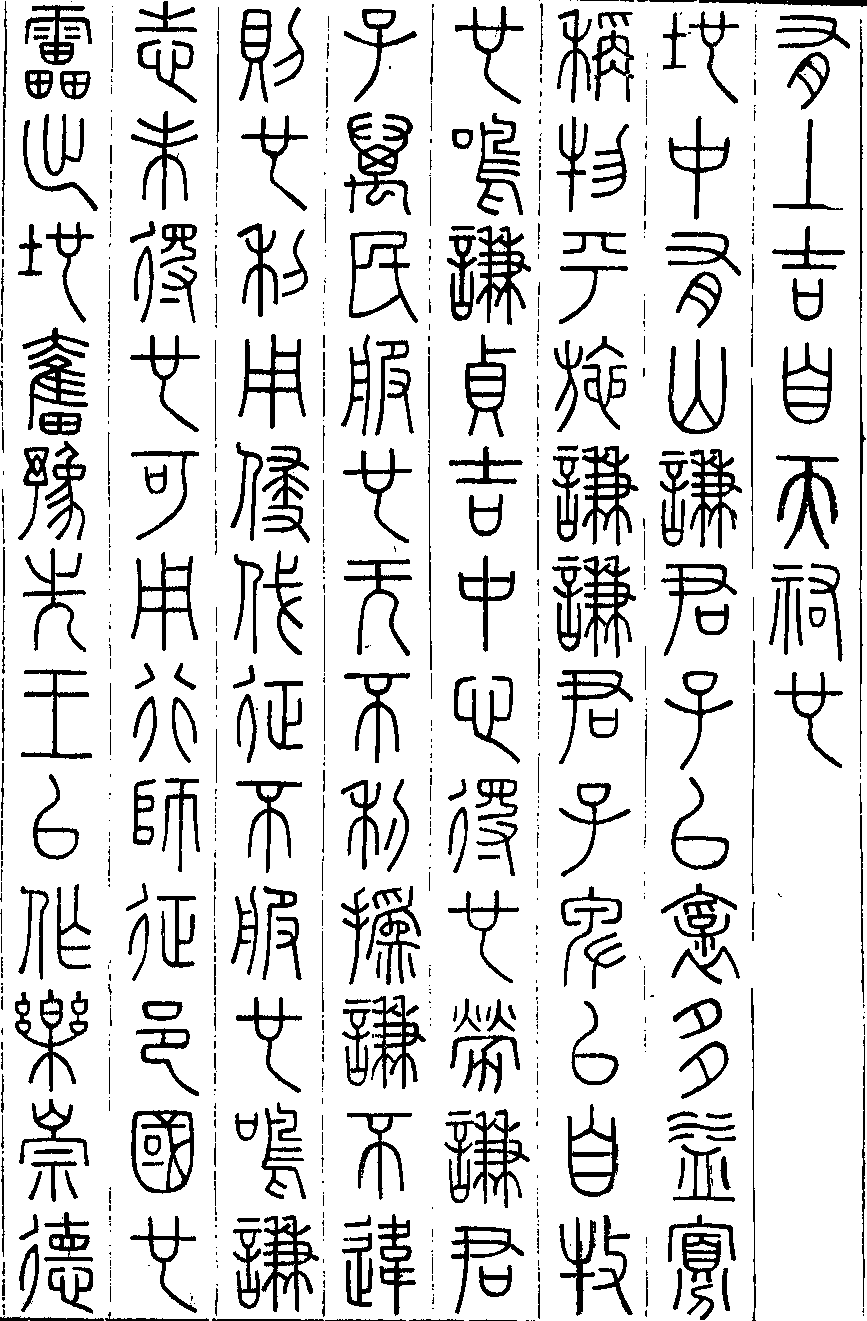 有上吉自天祐也
地中有山謙君子以裒多益寡
稱物平施謙謙君子卑以自牧
也鳴謙貞吉中心得也勞謙君
子萬民服也无不利撝謙不違
則也利用侵伐征不服也鳴謙
志未得也可用行師征邑國也
雷出地奮豫先王以作樂崇德